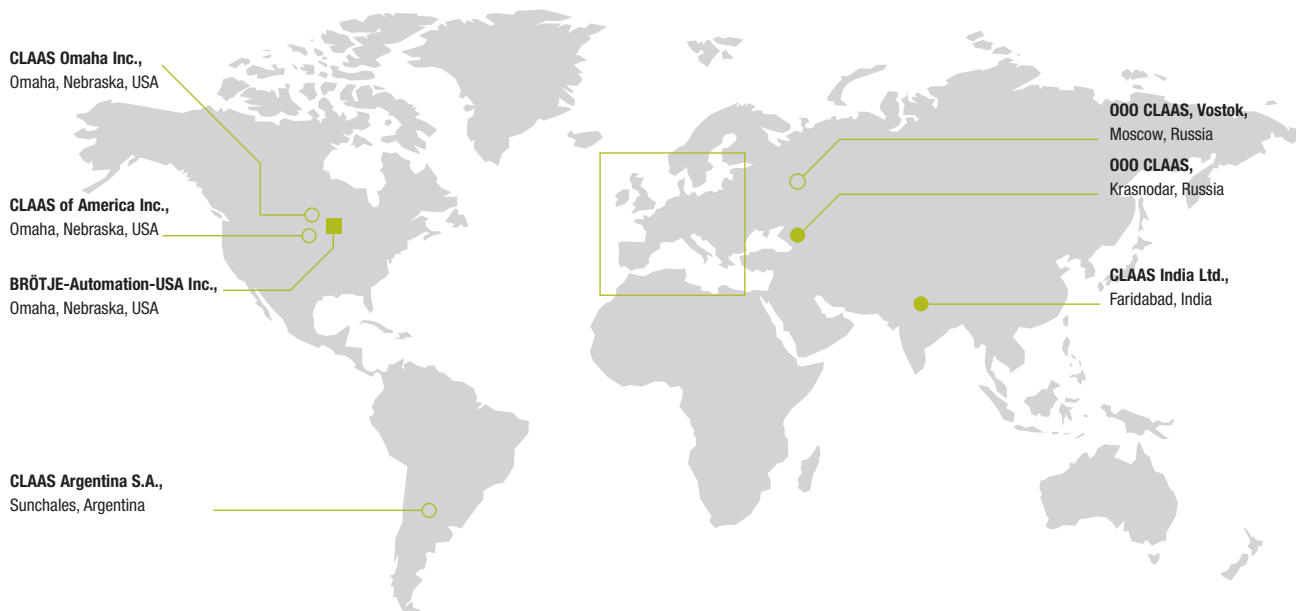 CLAAS Omaha Inc.,
Omaha, Nebraska, USA
CLAAS of America Inc.,
Omaha, Nebraska, USA
BRÖTJE-Automation-USA Inc.,
Omaha, Nebraska, USA
CLAAS Argentina S.A.,
Sunchales, Argentina
OOO CLAAS, Vostok,
Moscow, Russia
OOO CLAAS,
Krasnodar, Russia
CLAAS India Ltd.,
Faridabad, India